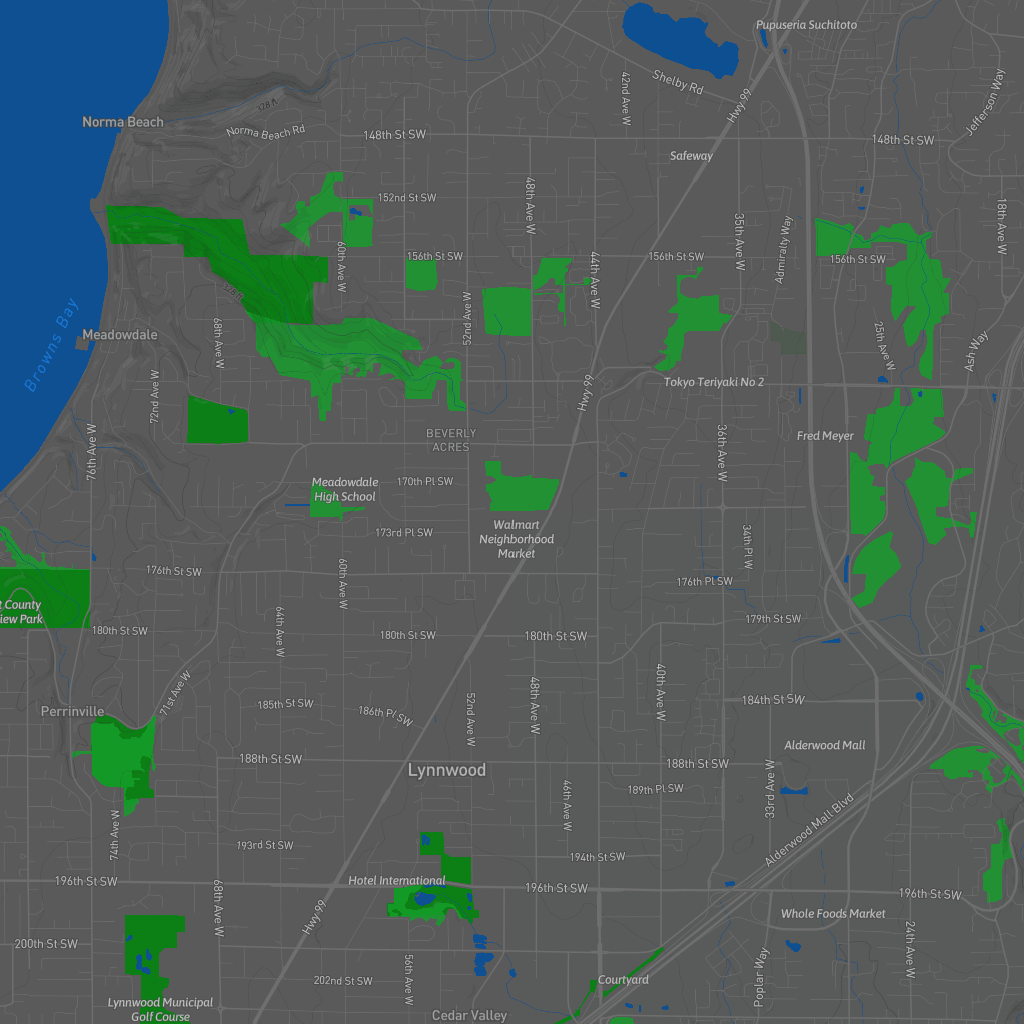 Pupuseria Suchitoto
Shelby Rd
42nd Ave W
Hwy 99
Jefferson Way
328 ft
Norma Beach
Norma Beach Rd
148th St SW
148th St SW
Safeway
152nd St SW
48th Ave W
35th Ave W
Admiralty Way
18th Ave W
60th Ave W
156th St SW
44th Ave W
156th St SW
156th St SW
328 ft
Browns Bay
Meadowdale
68th Ave W
52nd Ave W
25th Ave W
Ash Way
72nd Ave W
Hwy 99
Tokyo Teriyaki No 2
76th Ave W
BEVERLY
ACRES
36th Ave W
Fred Meyer
Meadowdale
High School
170th Pl SW
173rd Pl SW
Walmart
Neighborhood
Market
34th Pl W
176th St SW
60th Ave W
176th Pl SW
t County
iew Park
180th St SW
64th Ave W
180th St SW
180th St SW
179th St SW
71st Ave W
Perrinville
185th St SW
186th Pl SW
52nd Ave W
48th Ave W
40th Ave W
184th St SW
Alderwood Mall
188th St SW
Lynnwood
188th St SW
189th Pl SW
46th Ave W
33rd Ave W
Alderwood Mall Blvd
74th Ave W
193rd St SW
194th St SW
196th St SW
Hotel International
196th St SW
196th St SW
68th Ave W
Hwy 99
Whole Foods Market
24th Ave W
200th St SW
56th Ave W
202nd St SW
Courtyard
Poplar Way
Lynnwood Municipal
Golf Course
Cedar Valley